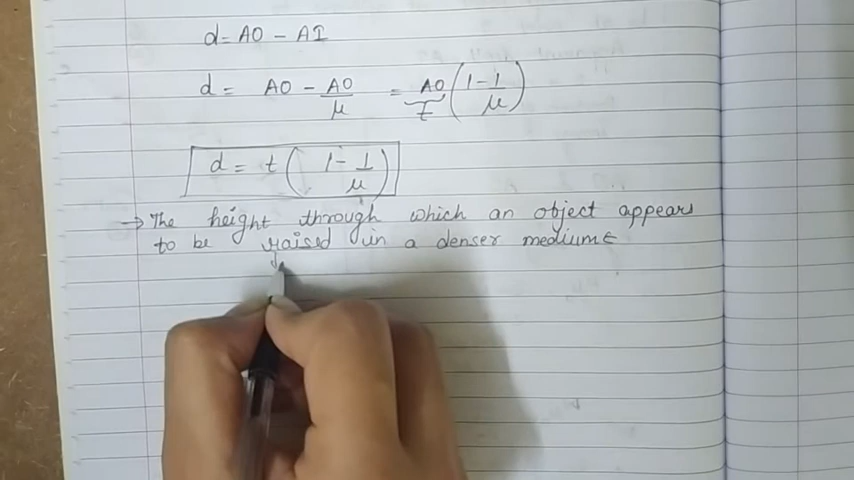 d = AO - AI
d = AO - AO/μ = AO/t (1 - 1/μ)
d = t (1 - 1/μ)
→ The height through which an object appears
to be raised in a denser medium